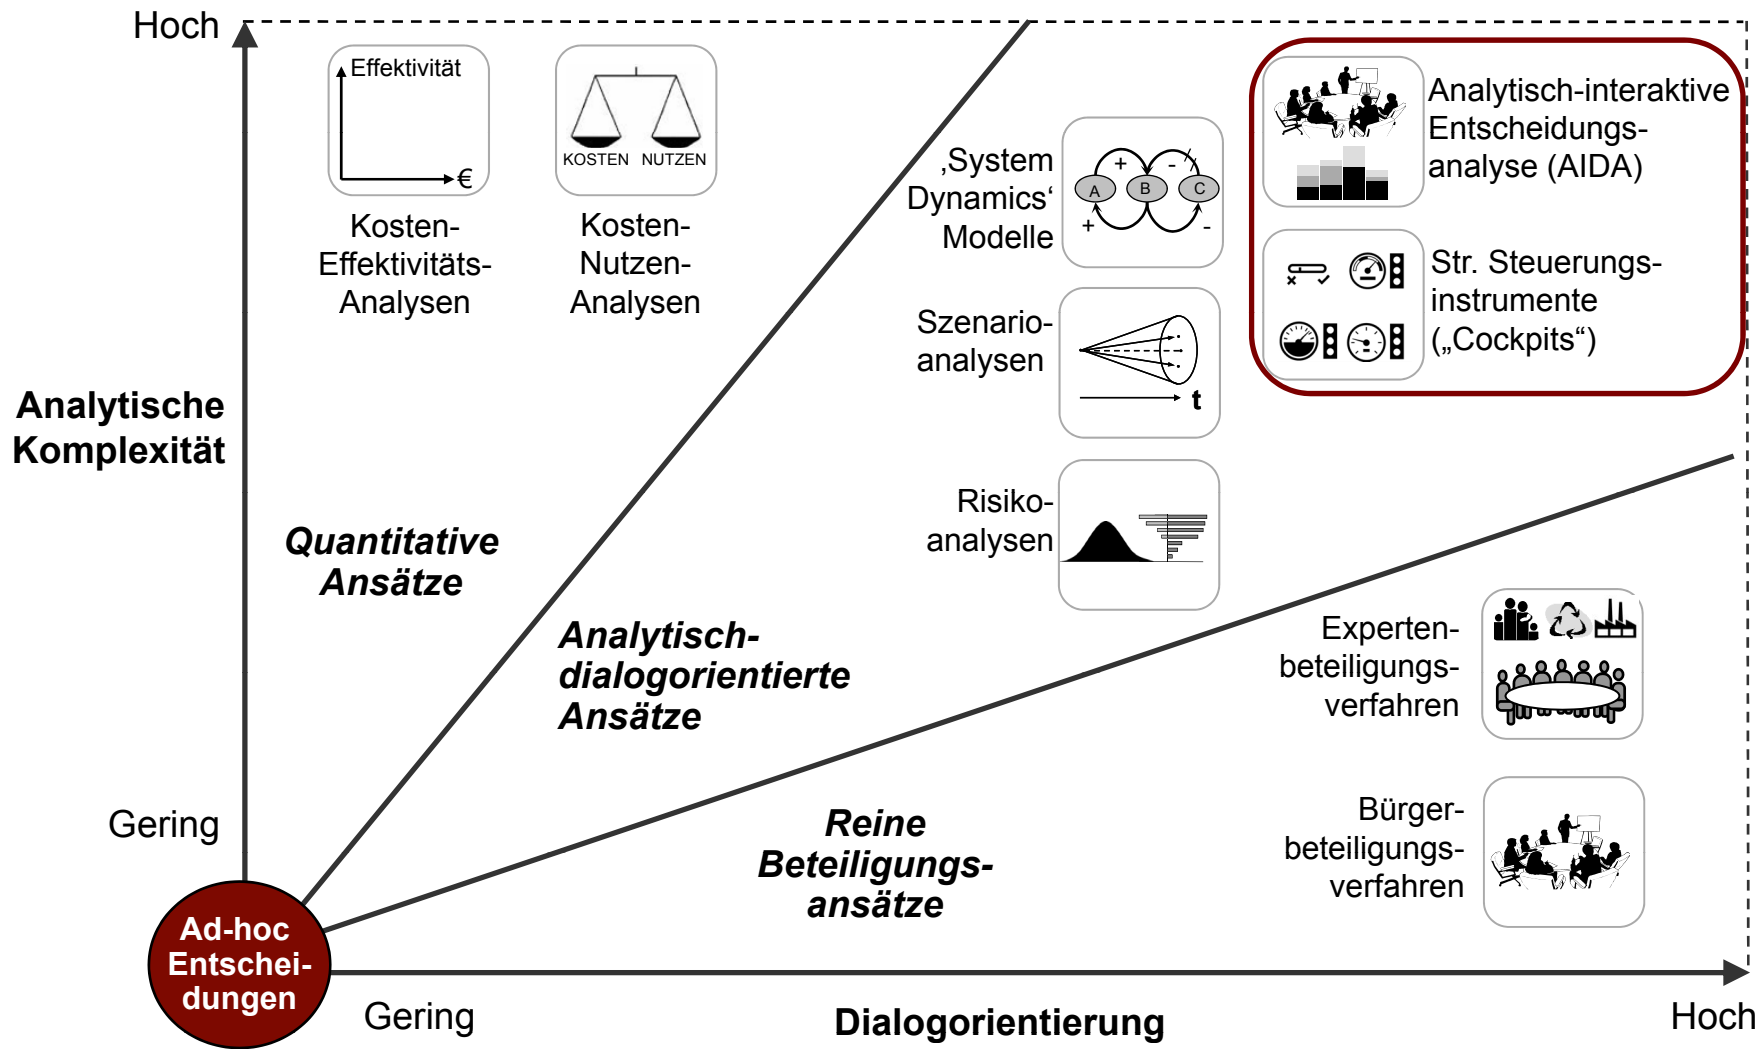 Hoch
Effektivität
€
Kosten-
Effektivitäts-
Analysen
KOSTEN NUTZEN
Kosten-
Nutzen-
Analysen
‚System
Dynamics‘
Modelle
+
-
A
B
C
+
-
Szenario-
analysen
t
Risiko-
analysen
Analytisch-interaktive
Entscheidungs-
analyse (AIDA)
Str. Steuerungs-
instrumente
(„Cockpits“)
Analytische
Komplexität
Quantitative
Ansätze
Analytisch-
dialogorientierte
Ansätze
Reine
Beteiligungs-
ansätze
Experten-
beteiligungs-
verfahren
Bürger-
beteiligungs-
verfahren
Gering
Ad-hoc
Entschei-
dungen
Gering
Dialogorientierung
Hoch